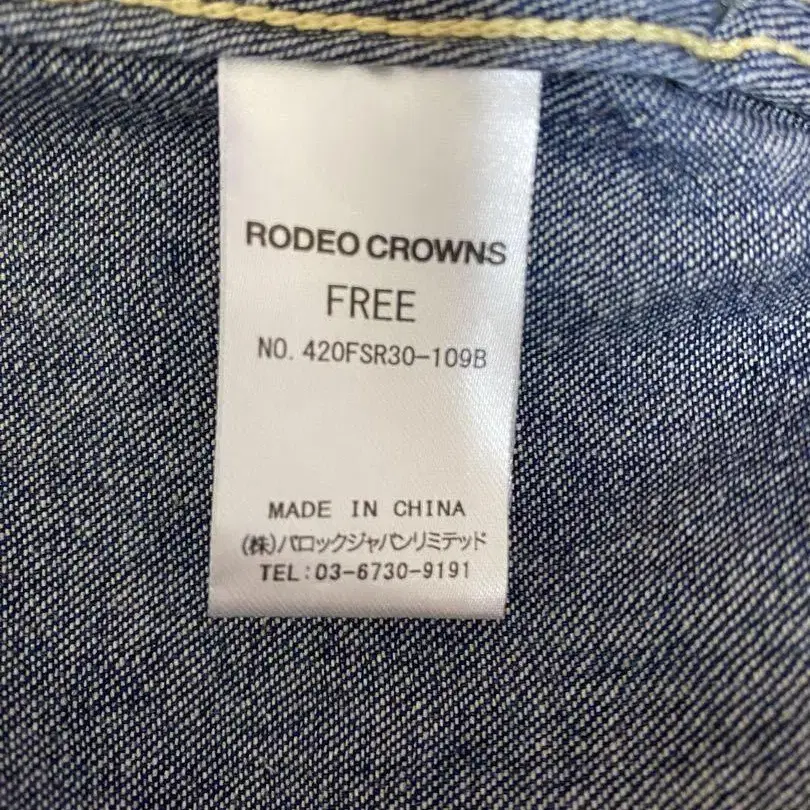 RODEO CROWNS
FREE
NO. 420FSR30-109B
MADE IN CHINA
(株)バロックジャパンリミテッド
TEL:03-6730-9191